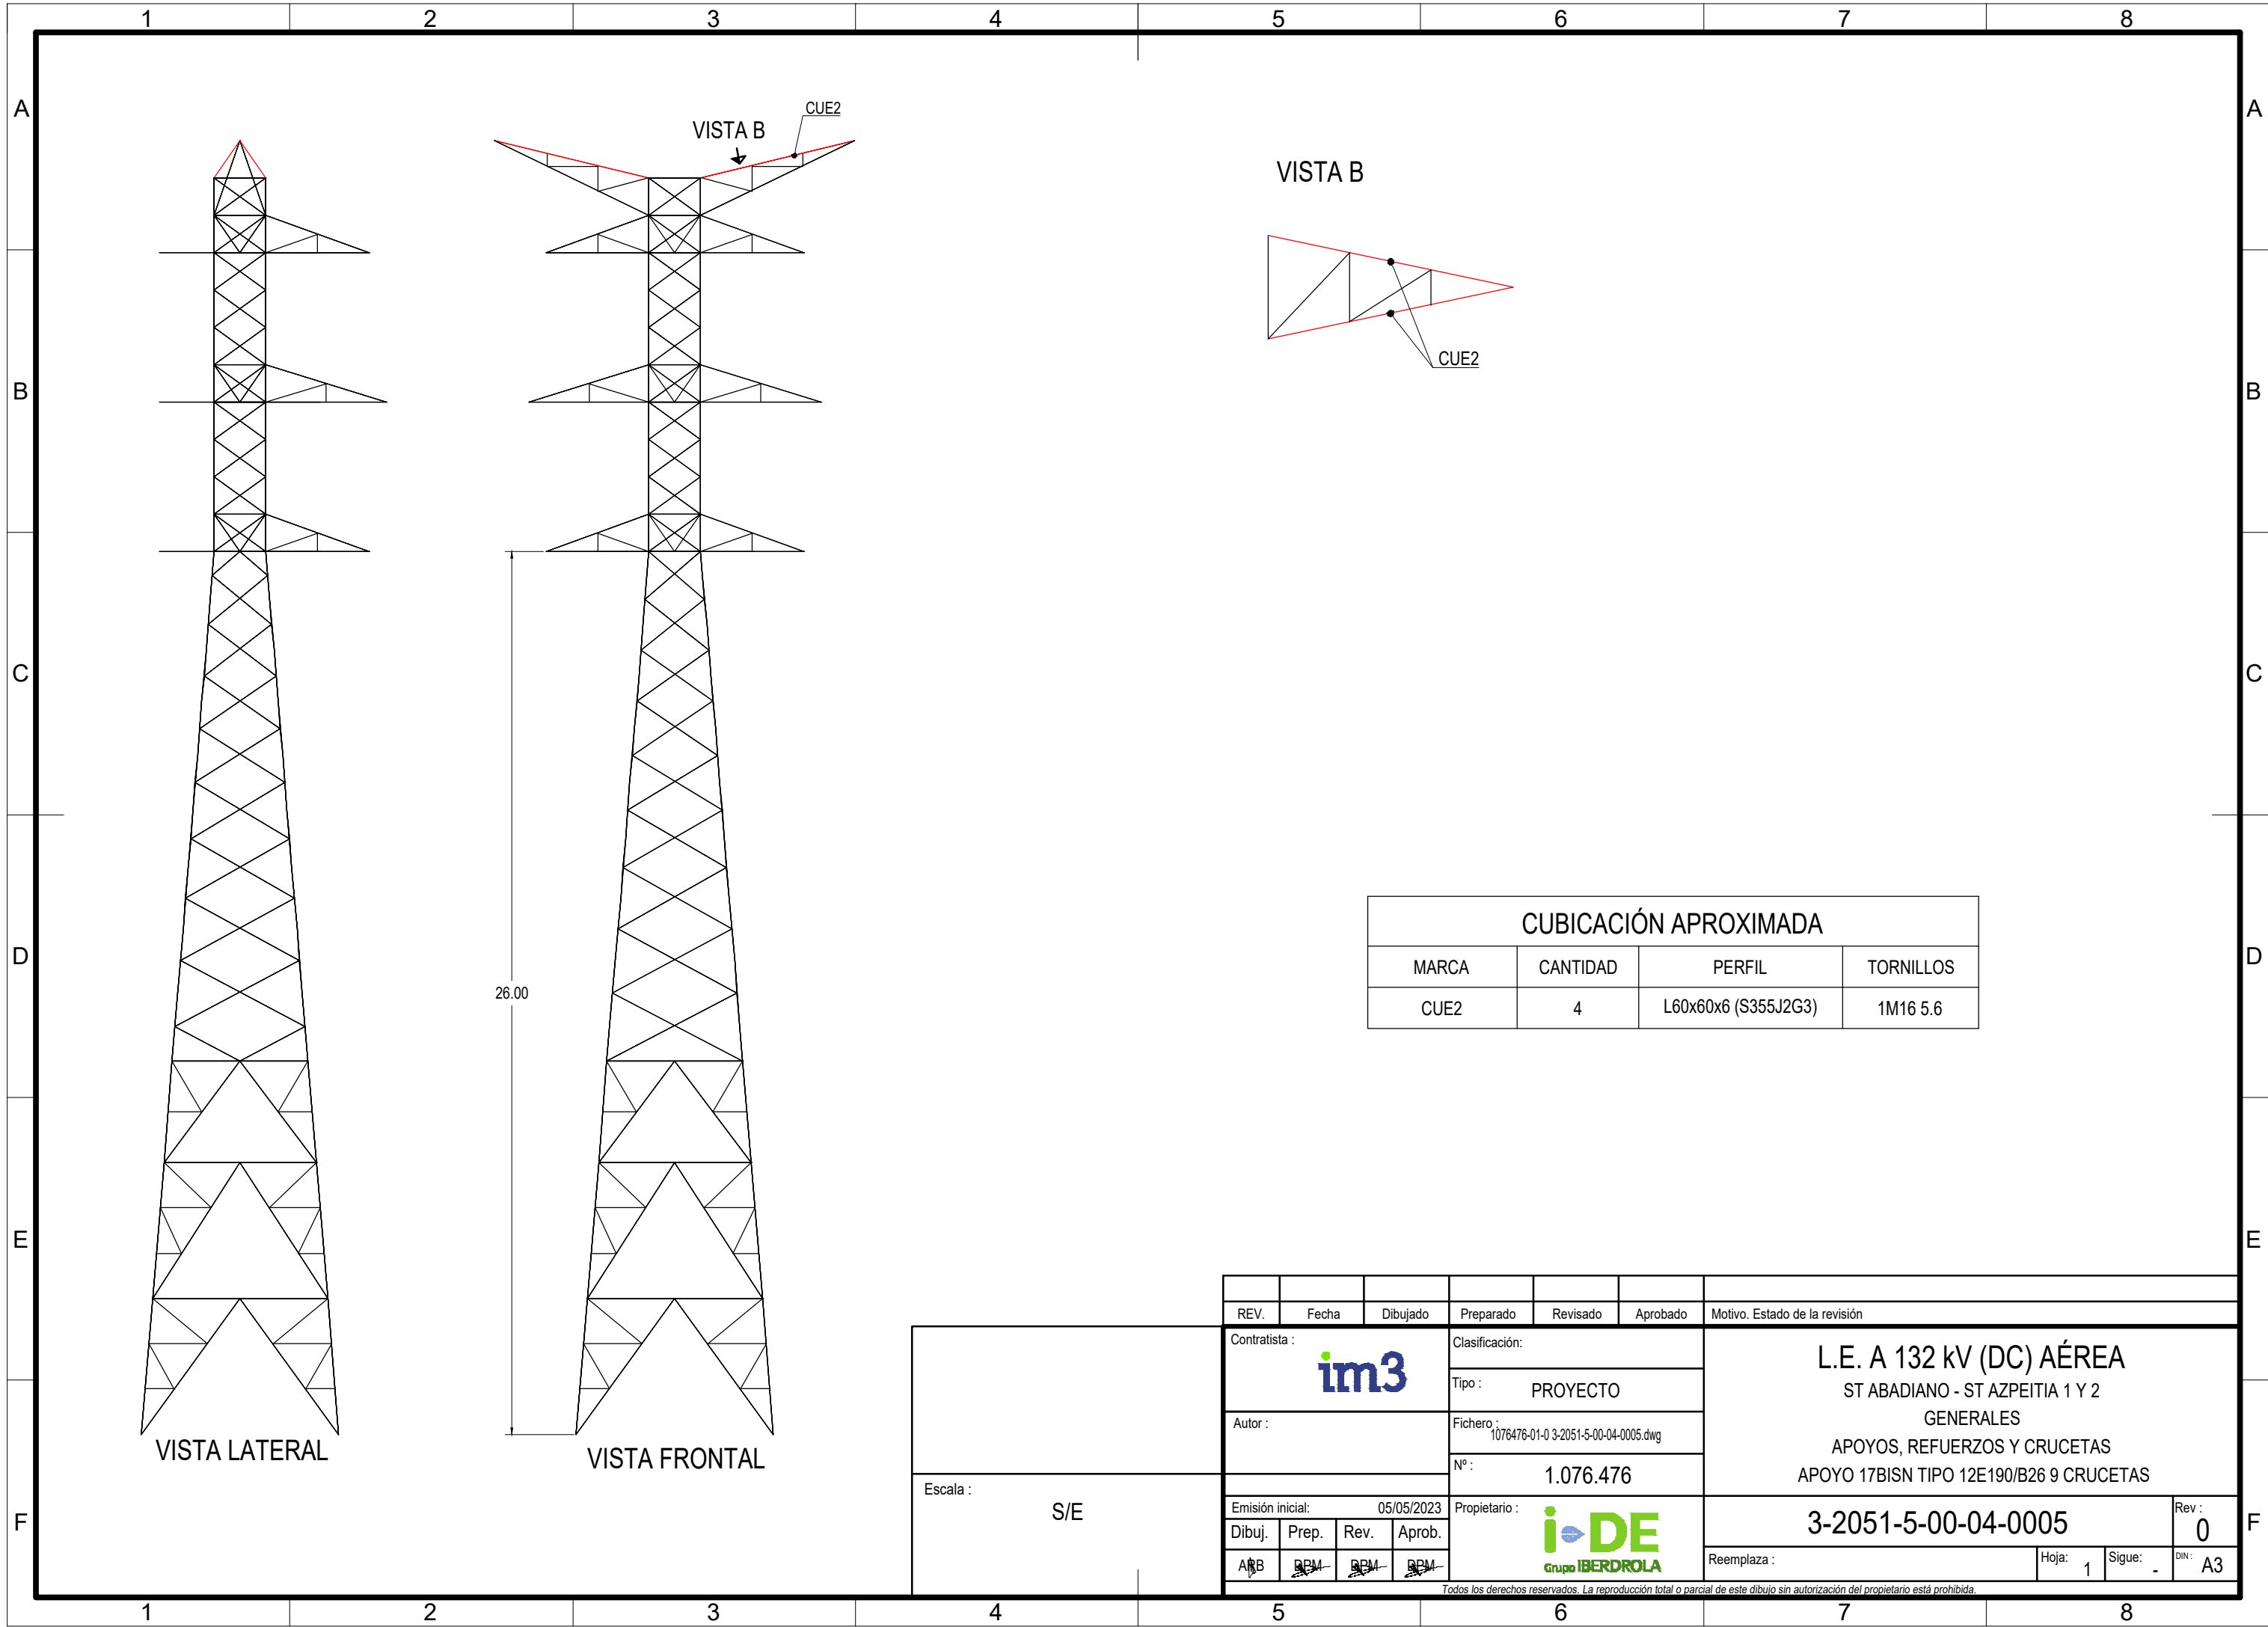 1 2 3 4 5 6 7 8
A A
B B
C C
D D
E E
F F
VISTA B
CUE2
VISTA B
CUE2
26.00
VISTA LATERAL
VISTA FRONTAL
CUBICACIÓN APROXIMADA
MARCA CANTIDAD PERFIL TORNILLOS
CUE2 4 L60x60x6 (S355J2G3) 1M16 5.6
REV. Fecha Dibujado Preparado Revisado Aprobado Motivo. Estado de la revisión
Contratista :
im3
Clasificación:
Tipo : PROYECTO
Autor :
Fichero :
1076476-01-0 3-2051-5-00-04-0005.dwg
Nº : 1.076.476
L.E. A 132 kV (DC) AÉREA
ST ABADIANO - ST AZPEITIA 1 Y 2
GENERALES
APOYOS, REFUERZOS Y CRUCETAS
APOYO 17BISN TIPO 12E190/B26 9 CRUCETAS
Escala :
S/E
Emisión inicial: 05/05/2023
Dibuj. Prep. Rev. Aprob.
ARB DPM DPM DPM
Propietario :
i-DE
Grupo IBERDROLA
3-2051-5-00-04-0005
Rev :
0
Reemplaza :
Hoja: 1
Sigue: -
DIN : A3
Todos los derechos reservados. La reproducción total o parcial de este dibujo sin autorización del propietario está prohibida.
1 2 3 4 5 6 7 8